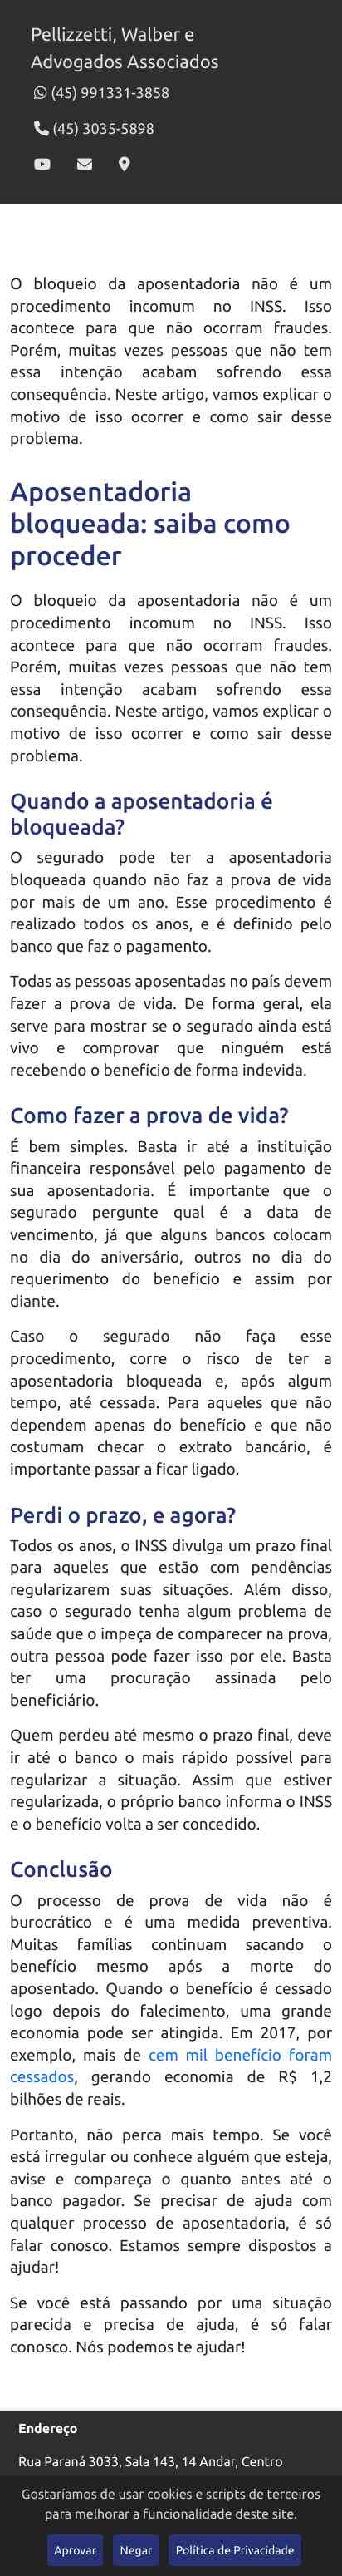 Pellizzetti, Walber e
Advogados Associados
(45) 991331-3858
(45) 3035-5898
O bloqueio da aposentadoria não é um
procedimento incomum no INSS. Isso
acontece para que não ocorram fraudes.
Porém, muitas vezes pessoas que não tem
essa intenção acabam sofrendo essa
consequência. Neste artigo, vamos explicar o
motivo de isso ocorrer e como sair desse
problema.
Aposentadoria
bloqueada: saiba como
proceder
O bloqueio da aposentadoria não é um
procedimento incomum no INSS. Isso
acontece para que não ocorram fraudes.
Porém, muitas vezes pessoas que não tem
essa intenção acabam sofrendo essa
consequência. Neste artigo, vamos explicar o
motivo de isso ocorrer e como sair desse
problema.
Quando a aposentadoria é
bloqueada?
O segurado pode ter a aposentadoria
bloqueada quando não faz a prova de vida
por mais de um ano. Esse procedimento é
realizado todos os anos, e é definido pelo
banco que faz o pagamento.
Todas as pessoas aposentadas no país devem
fazer a prova de vida. De forma geral, ela
serve para mostrar se o segurado ainda está
vivo e comprovar que ninguém está
recebendo o benefício de forma indevida.
Como fazer a prova de vida?
É bem simples. Basta ir até a instituição
financeira responsável pelo pagamento de
sua aposentadoria. É importante que o
segurado pergunte qual é a data de
vencimento, já que alguns bancos colocam
no dia do aniversário, outros no dia do
requerimento do benefício e assim por
diante.
Caso o segurado não faça esse
procedimento, corre o risco de ter a
aposentadoria bloqueada e, após algum
tempo, até cessada. Para aqueles que não
dependem apenas do benefício e que não
costumam checar o extrato bancário, é
importante passar a ficar ligado.
Perdi o prazo, e agora?
Todos os anos, o INSS divulga um prazo final
para aqueles que estão com pendências
regularizarem suas situações. Além disso,
caso o segurado tenha algum problema de
saúde que o impeça de comparecer na prova,
outra pessoa pode fazer isso por ele. Basta
ter uma procuração assinada pelo
beneficiário.
Quem perdeu até mesmo o prazo final, deve
ir até o banco o mais rápido possível para
regularizar a situação. Assim que estiver
regularizada, o próprio banco informa o INSS
e o benefício volta a ser concedido.
Conclusão
O processo de prova de vida não é
burocrático e é uma medida preventiva.
Muitas famílias continuam sacando o
benefício mesmo após a morte do
aposentado. Quando o benefício é cessado
logo depois do falecimento, uma grande
economia pode ser atingida. Em 2017, por
exemplo, mais de cem mil benefício foram
cessados, gerando economia de R$ 1,2
bilhões de reais.
Portanto, não perca mais tempo. Se você
está irregular ou conhece alguém que esteja,
avise e compareça o quanto antes até o
banco pagador. Se precisar de ajuda com
qualquer processo de aposentadoria, é só
falar conosco. Estamos sempre dispostos a
ajudar!
Se você está passando por uma situação
parecida e precisa de ajuda, é só falar
conosco. Nós podemos te ajudar!
Endereço
Rua Paraná 3033, Sala 143, 14 Andar, Centro
Gostaríamos de usar cookies e scripts de terceiros
para melhorar a funcionalidade deste site.
Aprovar Negar Política de Privacidade